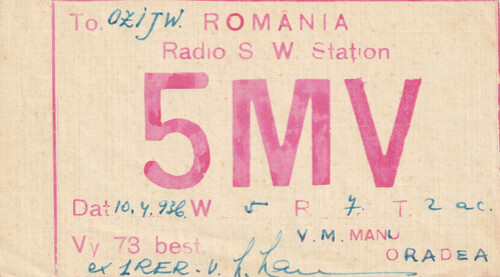 To. OZ1JW. ROMÂNIA
Radio S W. Station
5MV
Dat 10.4.936 W 5 R 7. T. 2 ac.
Vy 73 best. V. M. MANU
ORADEA
ex 1RER.